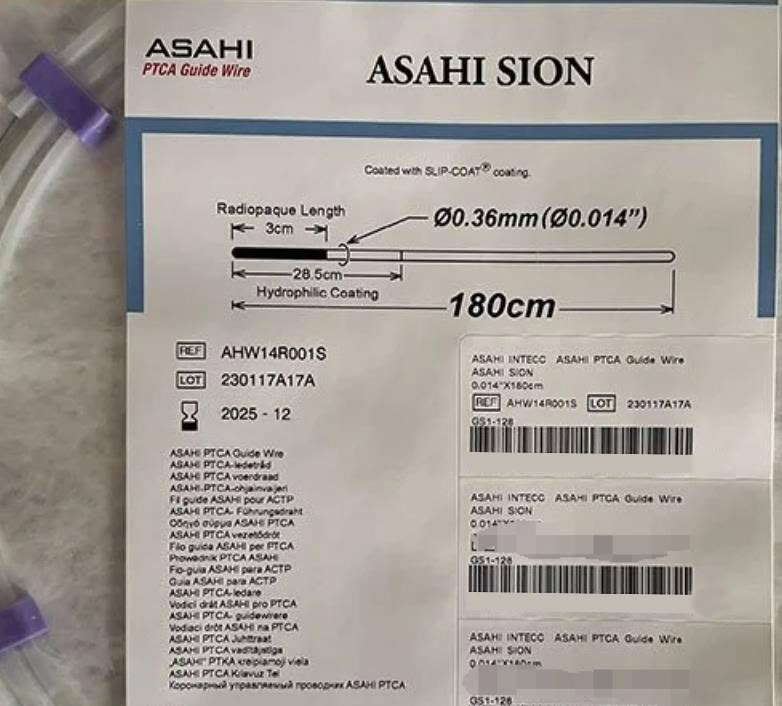 ASAHI
PTCA Guide Wire
ASAHI SION
Coated with SLIP-COAT® coating.
Radiopaque Length
3cm
Ø0.36mm(Ø0.014”)
28.5cm
Hydrophilic Coating
180cm
REF AHW14R001S
LOT 230117A17A
2025 - 12
ASAHI PTCA Guide Wire
ASAHI PTCA-ledetråd
ASAHI PTCA voerdraad
ASAHI-PTCA-ohjainvaijeri
Fil guide ASAHI pour ACTP
ASAHI PTCA- Führungsdraht
Οδηγό σύρμα ASAHI PTCA
ASAHI PTCA vezetődrót
Filo guida ASAHI per PTCA
Prowadnik PTCA ASAHI
Fio-guia ASAHI para ACTP
Guia ASAHI para ACTP
ASAHI PTCA-ledare
Vodicí drát ASAHI pro PTCA
ASAHI PTCA- guidewirere
Vodiaci drôt ASAHI na PTCA
ASAHI PTCA Juhttraat
ASAHI PTCA vadītājstīga
„ASAHI” PTKA kreipiamoji viela
ASAHI PTCA Kılavuz Tel
Коронарный управляемый проводник ASAHI PTCA
ASAHI INTECC ASAHI PTCA Guide Wire
ASAHI SION
0.014"X180cm
REF AHW14R001S LOT 230117A17A
GS1-128
ASAHI INTECC ASAHI PTCA Guide Wire
ASAHI SION
GS1-128
ASAHI INTECC ASAHI PTCA Guide Wire
ASAHI SION
0.014"X180cm
GS1-128